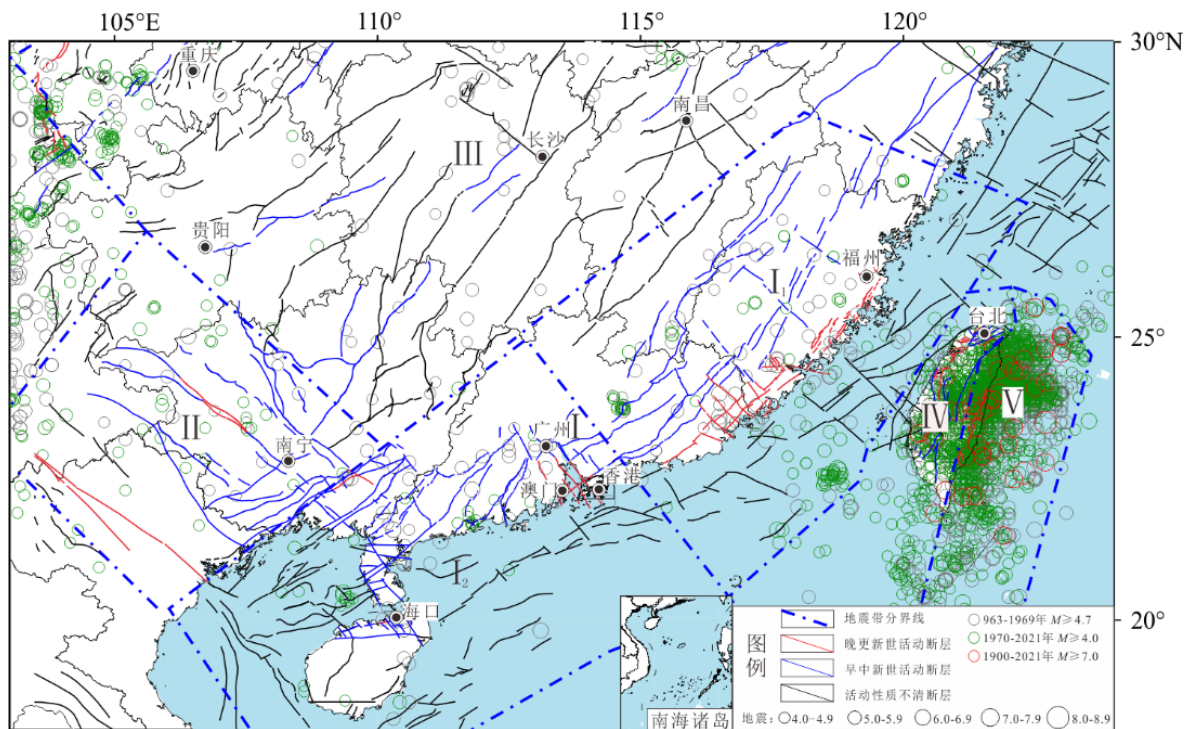 105°E 110° 115° 120°
30°N
重庆
南昌
长沙
III
贵阳
福州
I
台北
25°
IV
V
II
广州
I
南宁
香港
澳门
I₂
海口
20°
图例
地震带分界线
晚更新世活动断层
早中新世活动断层
活动性质不清断层
963-1969年 M≥4.7
1970-2021年 M≥4.0
1900-2021年 M≥7.0
地震: 4.0-4.9 5.0-5.9 6.0-6.9 7.0-7.9 8.0-8.9
南海诸岛